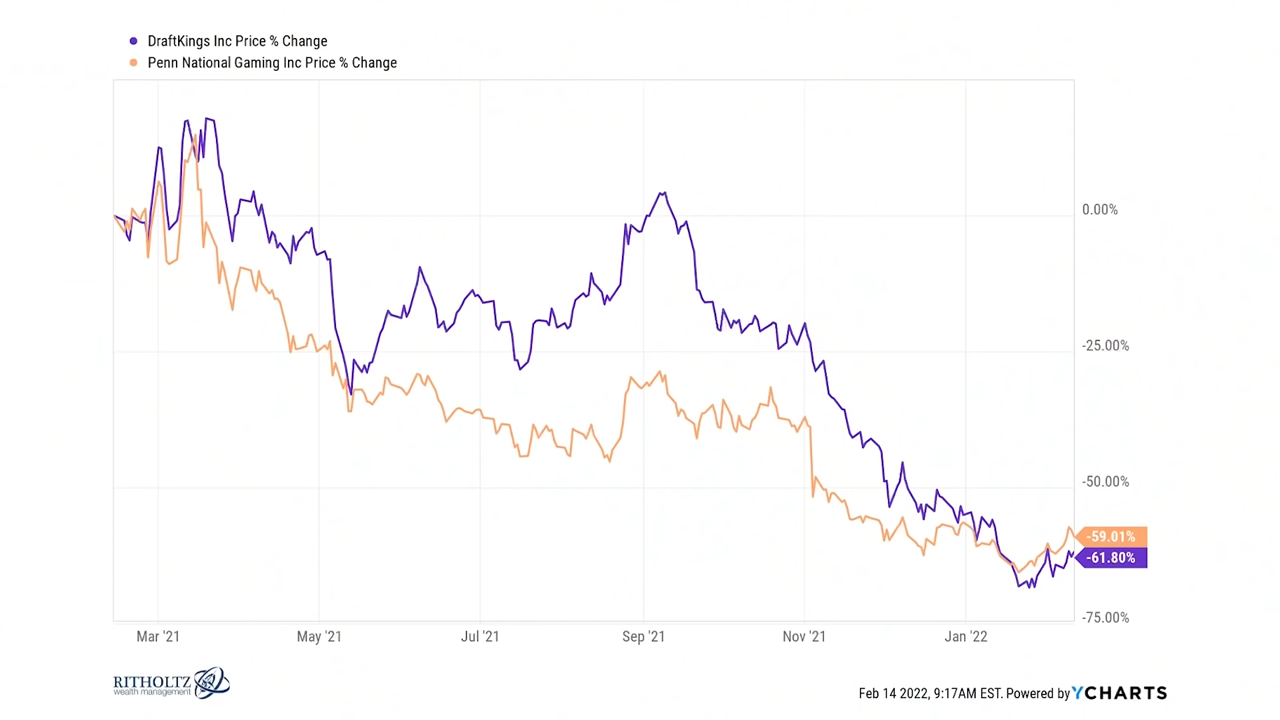 DraftKings Inc Price % Change
Penn National Gaming Inc Price % Change
0.00%
-25.00%
-50.00%
-59.01%
-61.80%
-75.00%
Mar '21 May '21 Jul '21 Sep '21 Nov '21 Jan '22
RITHOLTZ
wealth management
Feb 14 2022, 9:17AM EST. Powered by YCHARTS